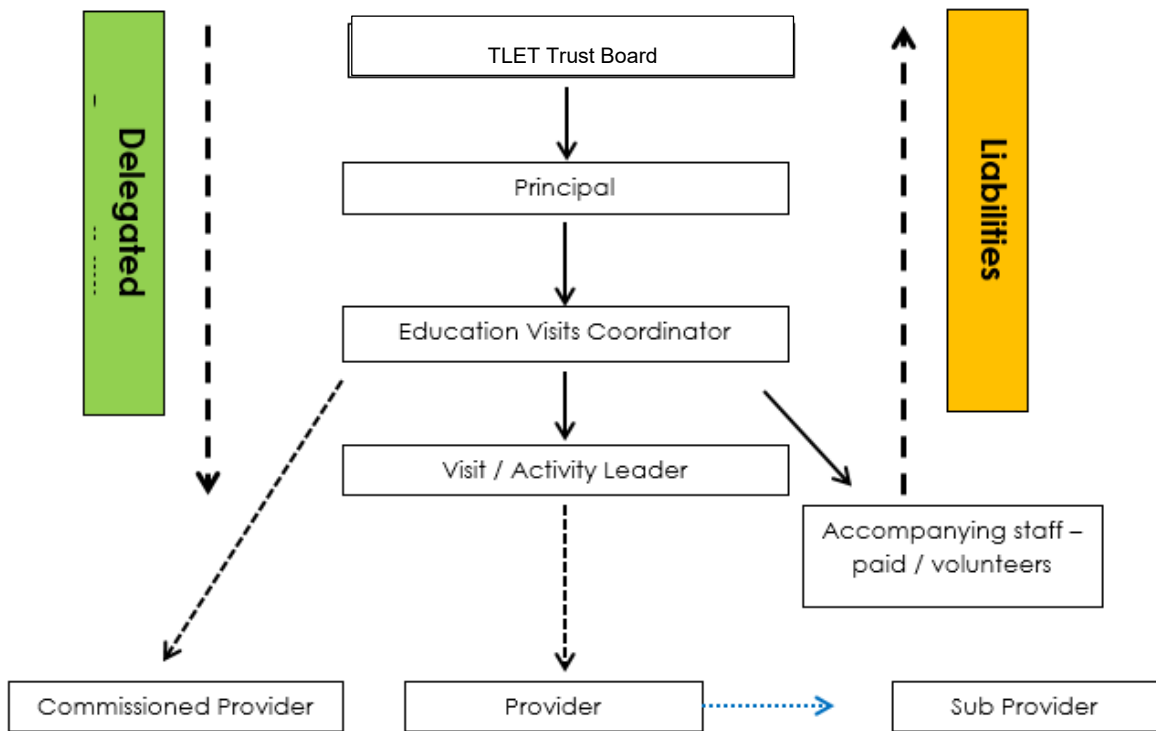 TLET Trust Board
Delegated
Liabilities
Principal
Education Visits Coordinator
Visit / Activity Leader
Accompanying staff –
paid / volunteers
Commissioned Provider
Provider
Sub Provider